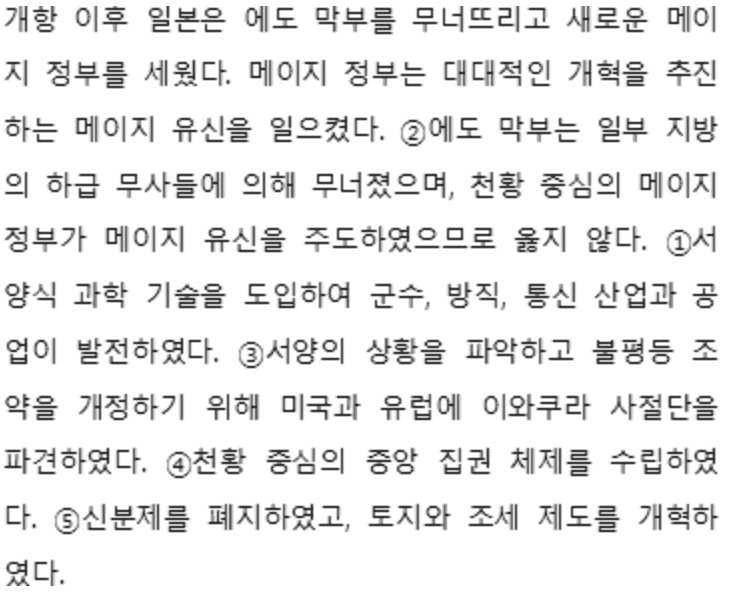 개항 이후 일본은 에도 막부를 무너뜨리고 새로운 메이
지 정부를 세웠다. 메이지 정부는 대대적인 개혁을 추진
하는 메이지 유신을 일으켰다. ②에도 막부는 일부 지방
의 하급 무사들에 의해 무너졌으며, 천황 중심의 메이지
정부가 메이지 유신을 주도하였으므로 옳지 않다. ①서
양식 과학 기술을 도입하여 군수, 방직, 통신 산업과 공
업이 발전하였다. ③서양의 상황을 파악하고 불평등 조
약을 개정하기 위해 미국과 유럽에 이와쿠라 사절단을
파견하였다. ④천황 중심의 중앙 집권 체제를 수립하였
다. ⑤신분제를 폐지하였고, 토지와 조세 제도를 개혁하
였다.